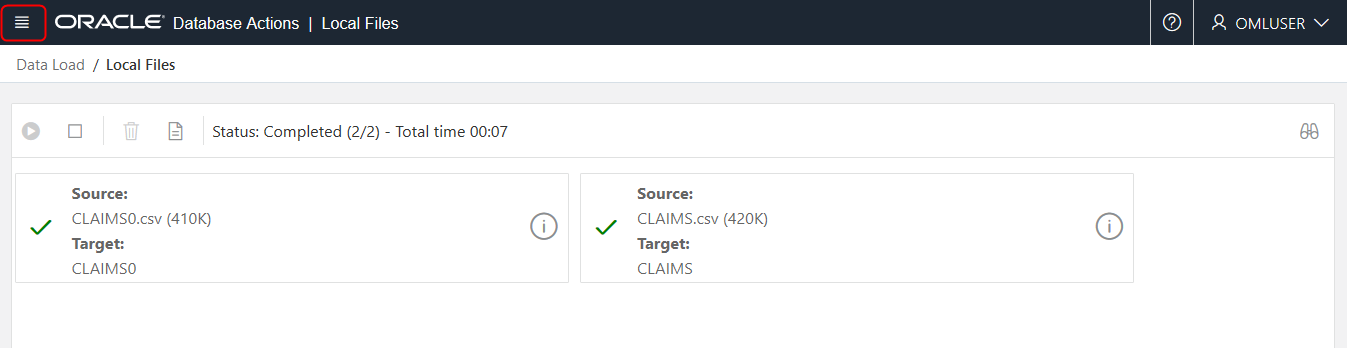 ORACLE Database Actions | Local Files
OMLUSER
Data Load / Local Files
Status: Completed (2/2) - Total time 00:07
Source:
CLAIMS0.csv (410K)
Target:
CLAIMS0
Source:
CLAIMS.csv (420K)
Target:
CLAIMS